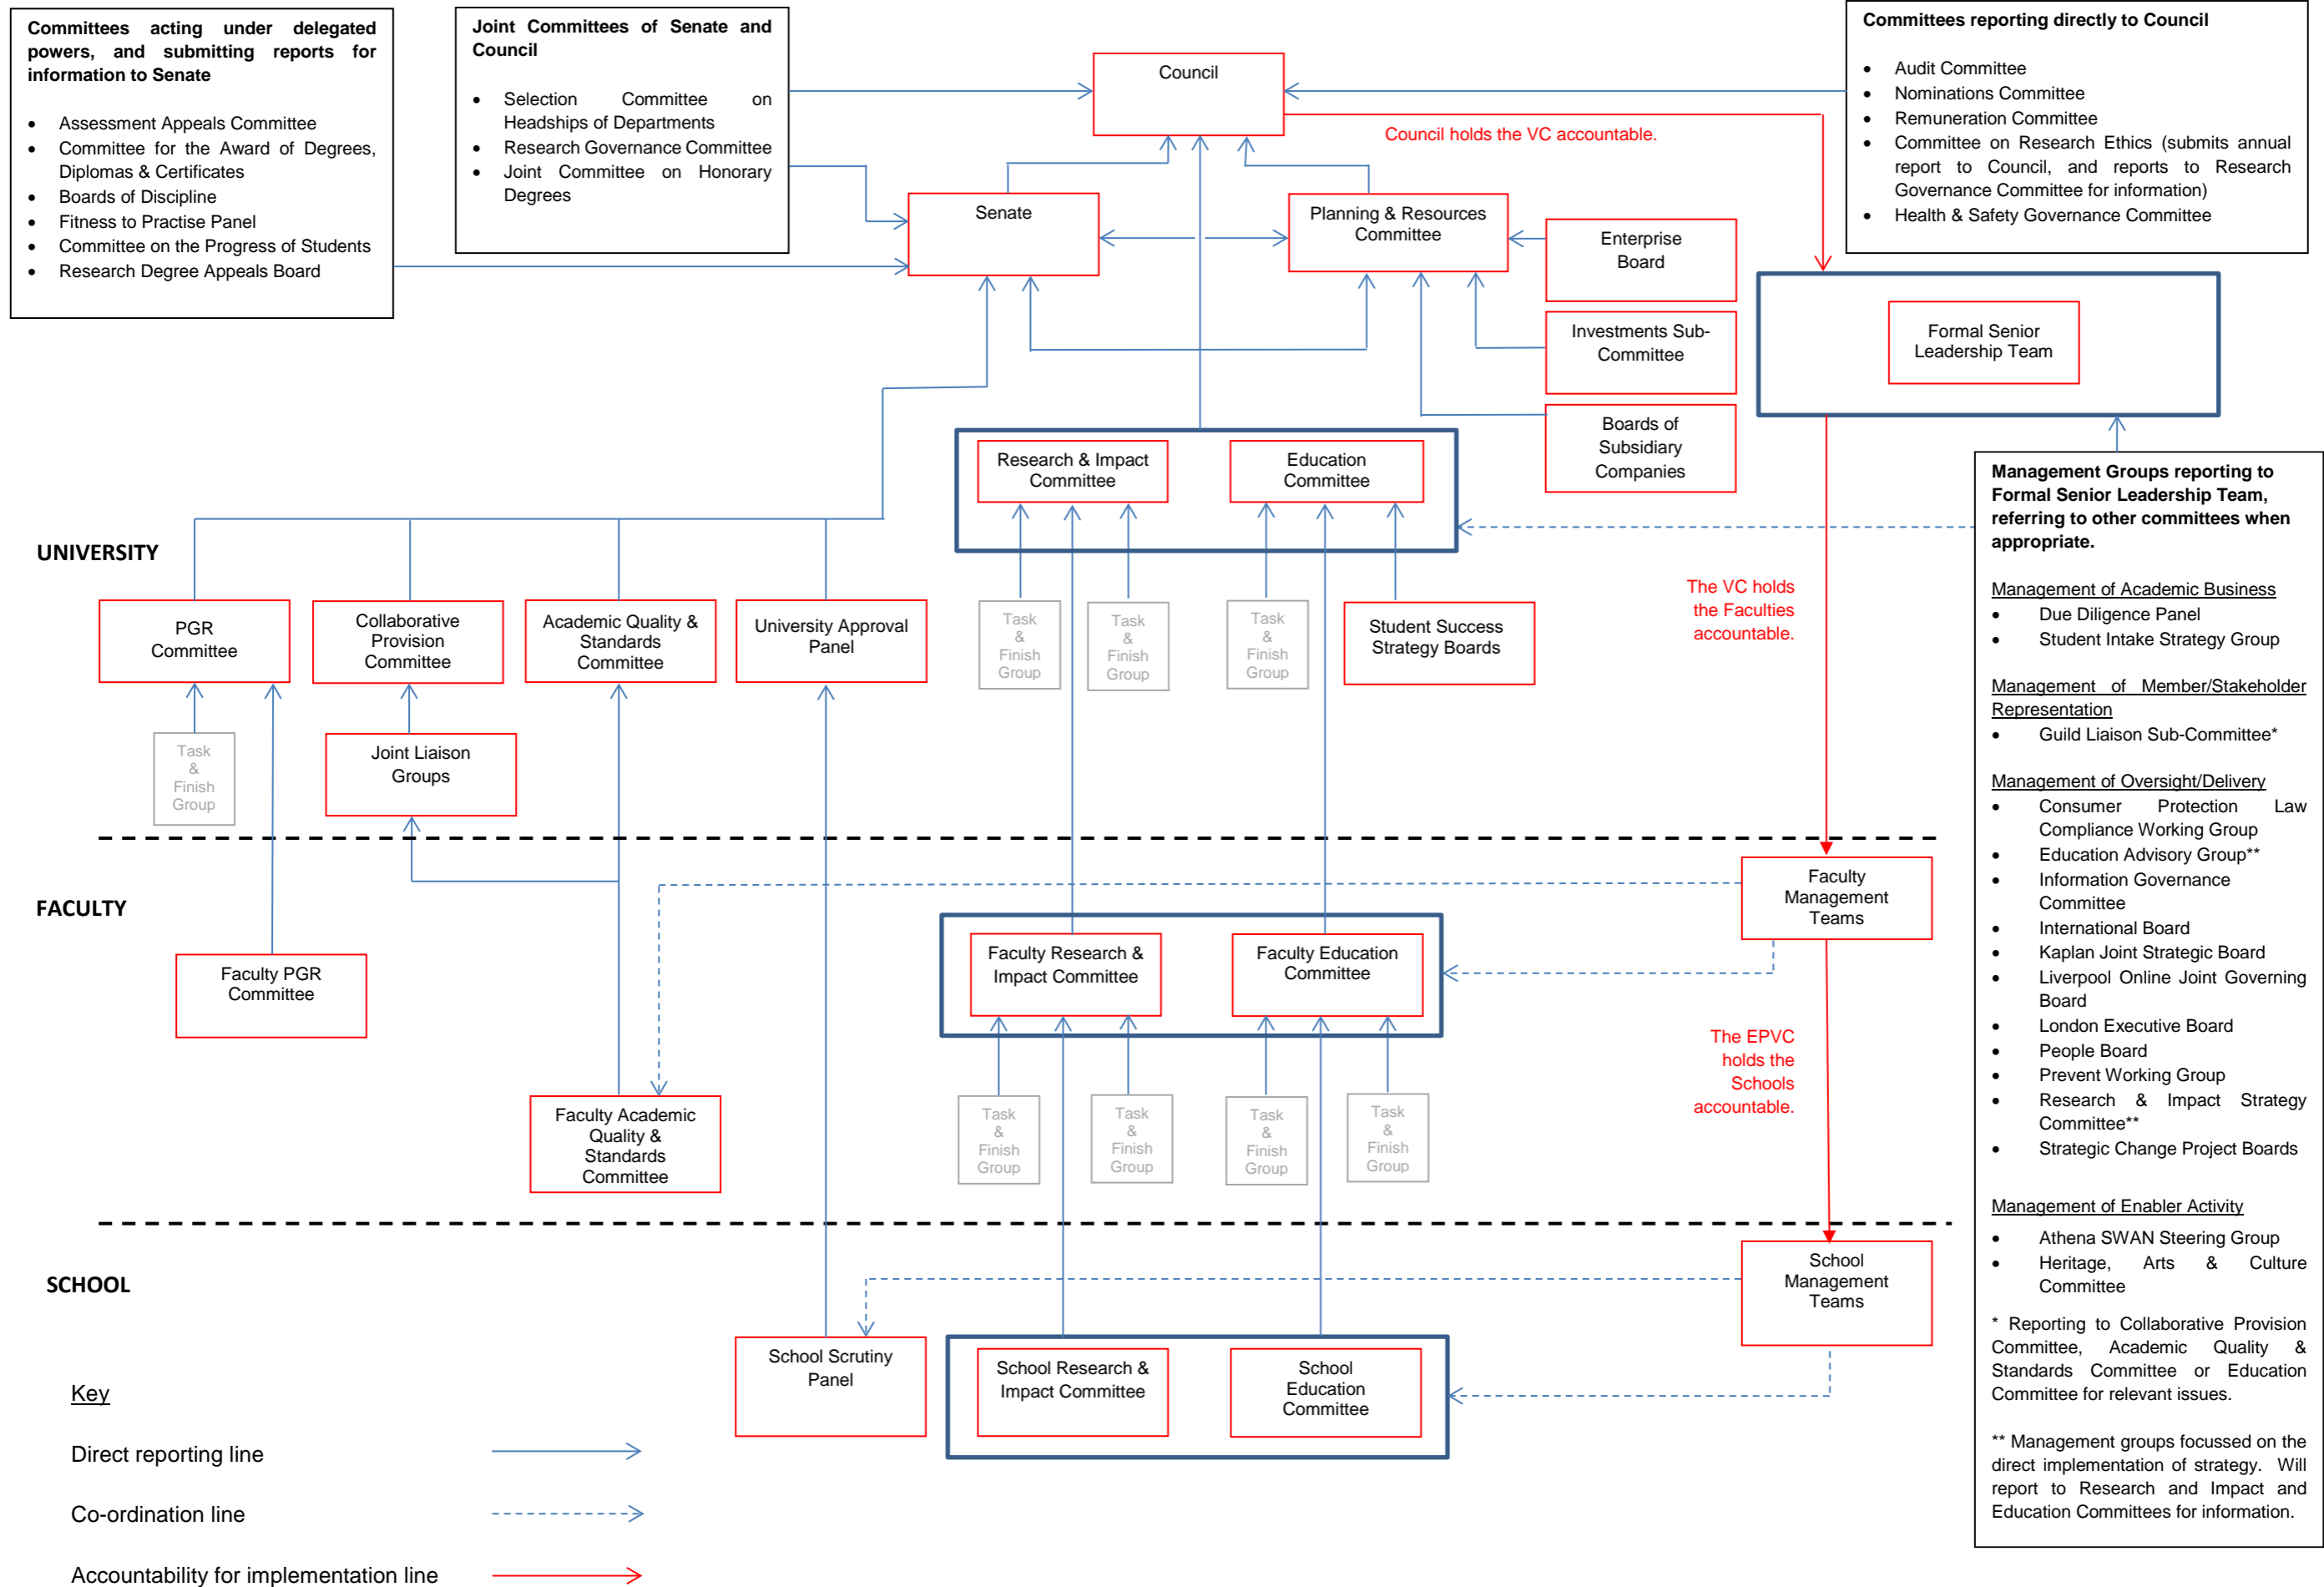 Committees acting under delegated
powers, and submitting reports for
information to Senate
• Assessment Appeals Committee
• Committee for the Award of Degrees,
Diplomas & Certificates
• Boards of Discipline
• Fitness to Practise Panel
• Committee on the Progress of Students
• Research Degree Appeals Board
Joint Committees of Senate and
Council
• Selection Committee on
Headships of Departments
• Research Governance Committee
• Joint Committee on Honorary
Degrees
Council
Committees reporting directly to Council
• Audit Committee
• Nominations Committee
• Remuneration Committee
• Committee on Research Ethics (submits annual
report to Council, and reports to Research
Governance Committee for information)
• Health & Safety Governance Committee
Council holds the VC accountable.
Senate
Planning & Resources
Committee
Enterprise
Board
Investments Sub-
Committee
Boards of
Subsidiary
Companies
Formal Senior
Leadership Team
Research & Impact
Committee
Education
Committee
UNIVERSITY
PGR
Committee
Collaborative
Provision
Committee
Academic Quality &
Standards
Committee
University Approval
Panel
Task
&
Finish
Group
Task
&
Finish
Group
Task
&
Finish
Group
Student Success
Strategy Boards
The VC holds
the Faculties
accountable.
Task
&
Finish
Group
Joint Liaison
Groups
Management Groups reporting to
Formal Senior Leadership Team,
referring to other committees when
appropriate.
Management of Academic Business
• Due Diligence Panel
• Student Intake Strategy Group
Management of Member/Stakeholder
Representation
• Guild Liaison Sub-Committee*
Management of Oversight/Delivery
• Consumer Protection Law
Compliance Working Group
• Education Advisory Group**
• Information Governance
Committee
• International Board
• Kaplan Joint Strategic Board
• Liverpool Online Joint Governing
Board
• London Executive Board
• People Board
• Prevent Working Group
• Research & Impact Strategy
Committee**
• Strategic Change Project Boards
Management of Enabler Activity
• Athena SWAN Steering Group
• Heritage, Arts & Culture
Committee
* Reporting to Collaborative Provision
Committee, Academic Quality &
Standards Committee or Education
Committee for relevant issues.
** Management groups focussed on the
direct implementation of strategy. Will
report to Research and Impact and
Education Committees for information.
FACULTY
Faculty PGR
Committee
Faculty Academic
Quality &
Standards
Committee
Faculty Research &
Impact Committee
Faculty Education
Committee
Faculty
Management
Teams
Task
&
Finish
Group
Task
&
Finish
Group
Task
&
Finish
Group
Task
&
Finish
Group
The EPVC
holds the
Schools
accountable.
SCHOOL
School Scrutiny
Panel
School Research &
Impact Committee
School
Education
Committee
School
Management
Teams
Key
Direct reporting line
Co-ordination line
Accountability for implementation line